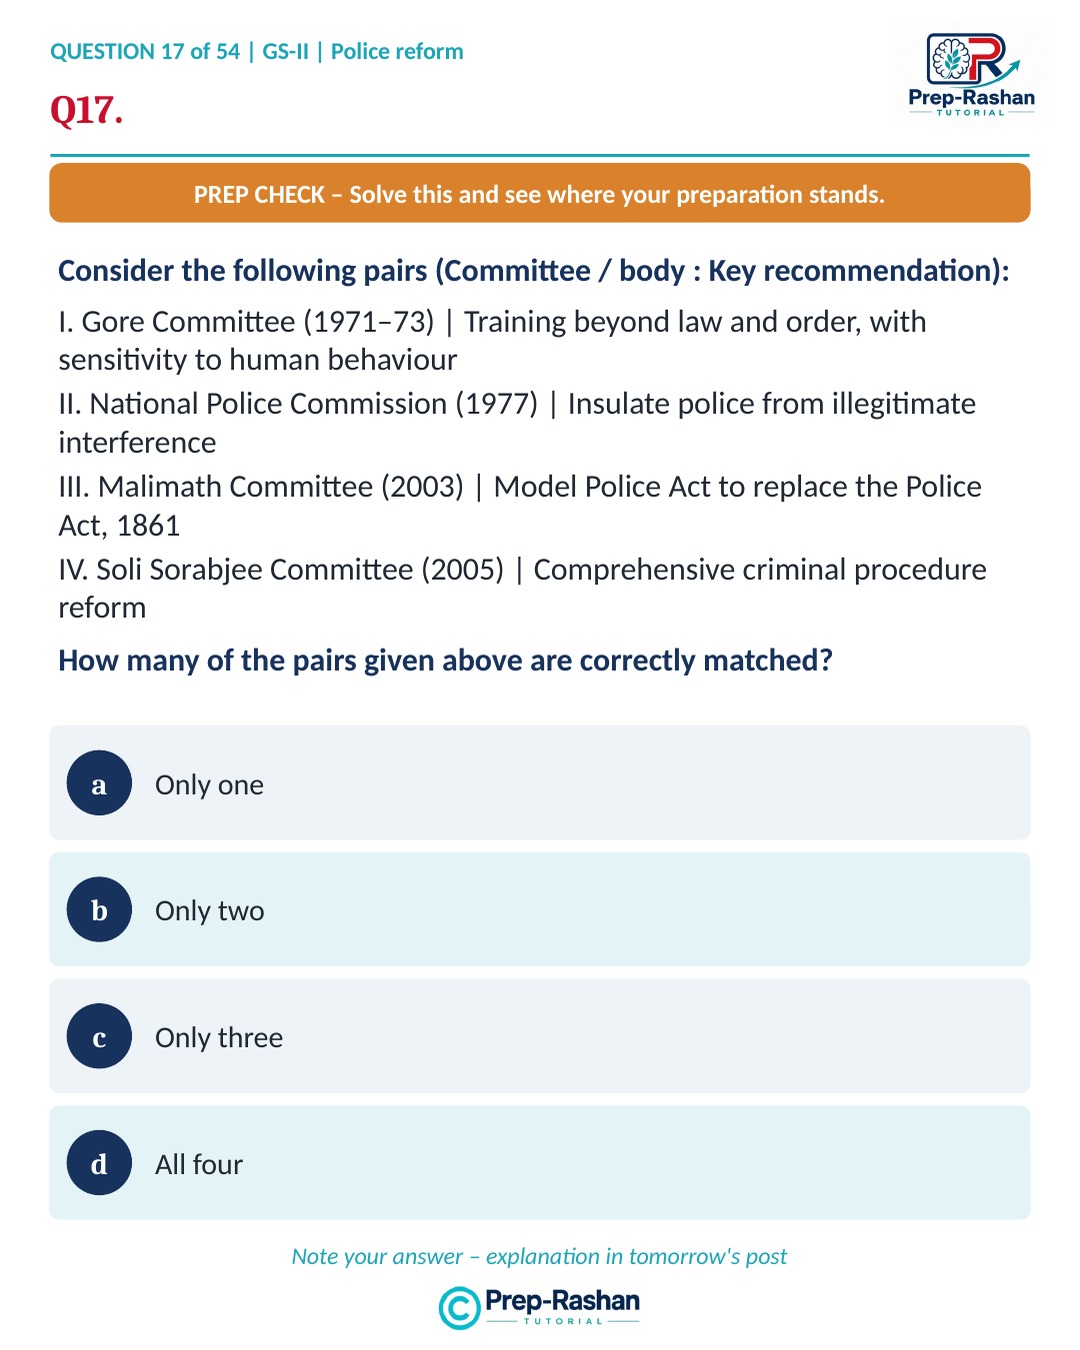 QUESTION 17 of 54 | GS-II | Police reform
Prep-Rashan
TUTORIAL
Q17.
PREP CHECK – Solve this and see where your preparation stands.
Consider the following pairs (Committee / body : Key recommendation):
I. Gore Committee (1971–73) | Training beyond law and order, with
sensitivity to human behaviour
II. National Police Commission (1977) | Insulate police from illegitimate
interference
III. Malimath Committee (2003) | Model Police Act to replace the Police
Act, 1861
IV. Soli Sorabjee Committee (2005) | Comprehensive criminal procedure
reform
How many of the pairs given above are correctly matched?
a Only one
b Only two
c Only three
d All four
Note your answer – explanation in tomorrow's post
© Prep-Rashan
TUTORIAL